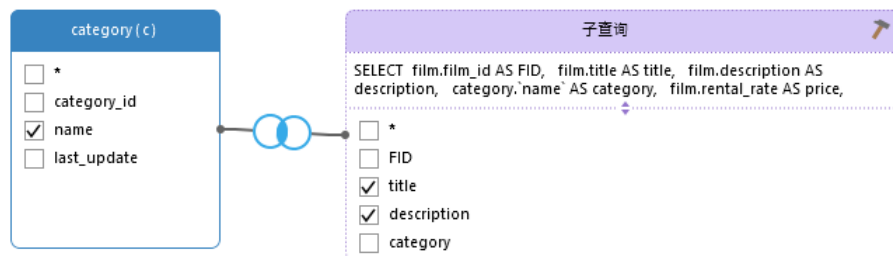 category ( c )
*
category_id
name
last_update
子查询
SELECT film.film_id AS FID, film.title AS title, film.description AS
description, category.`name` AS category, film.rental_rate AS price,
*
FID
title
description
category